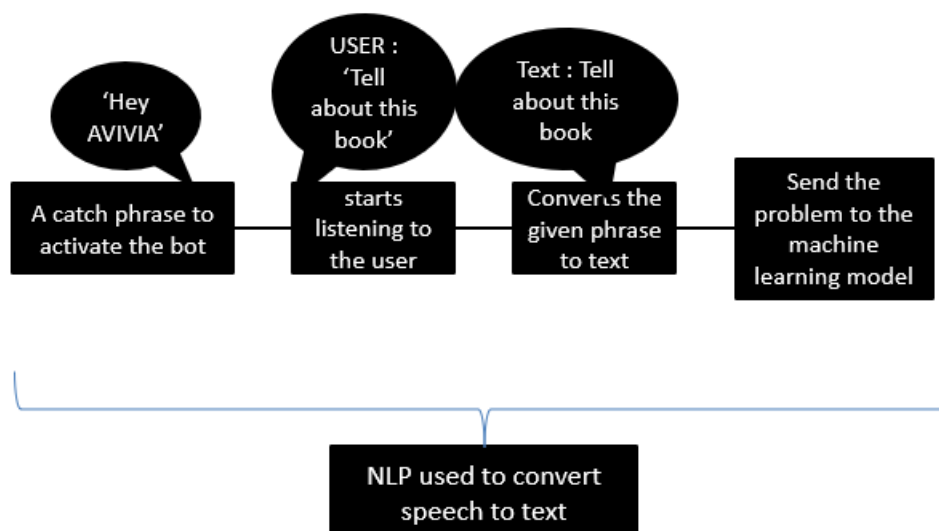 ‘Hey
AVIVIA’
USER :
‘Tell
about this
book’
Text : Tell
about this
book
A catch phrase to
activate the bot
starts
listening to
the user
Converts the
given phrase
to text
Send the
problem to the
machine
learning model
NLP used to convert
speech to text